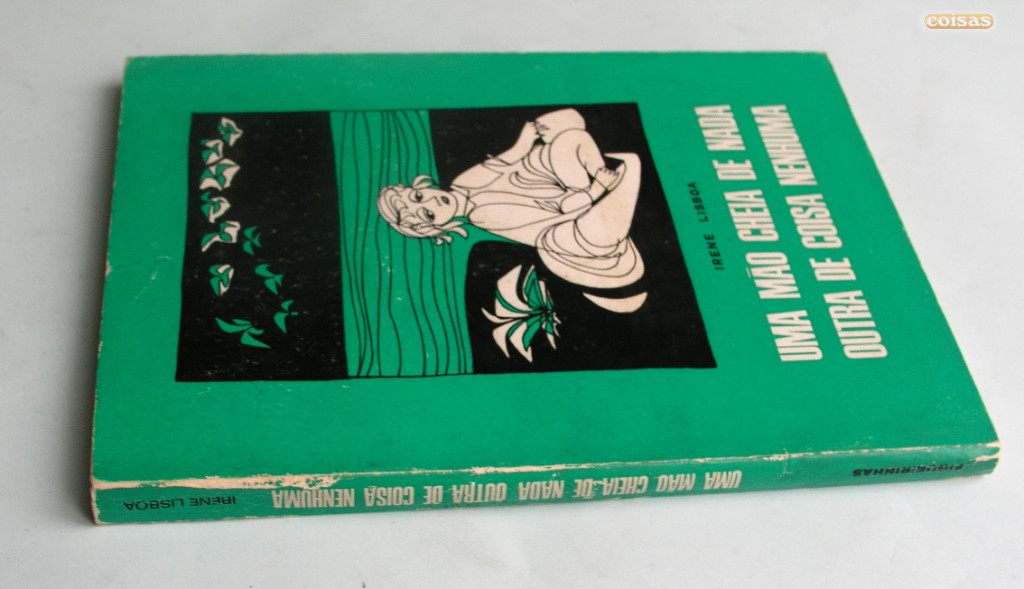 coisas
IRENE LISBOA
UMA MÃO CHEIA DE NADA
OUTRA DE COISA NENHUMA
IRENE LISBOA
UMA MÃO CHEIA DE NADA OUTRA DE COISA NENHUMA
FIGUEIRINHAS